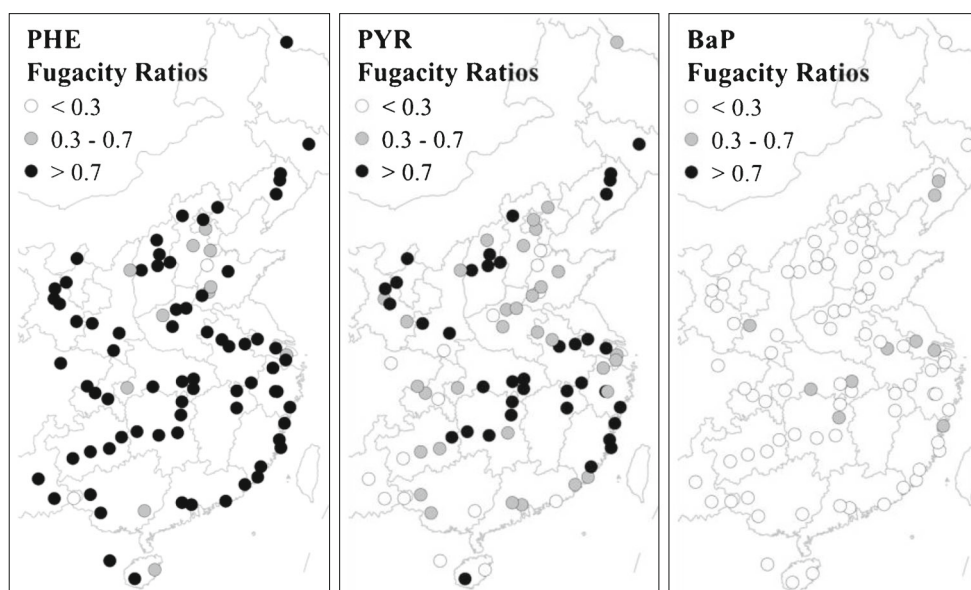 PHE
Fugacity Ratios
< 0.3
0.3 - 0.7
> 0.7
PYR
Fugacity Ratios
< 0.3
0.3 - 0.7
> 0.7
BaP
Fugacity Ratios
< 0.3
0.3 - 0.7
> 0.7